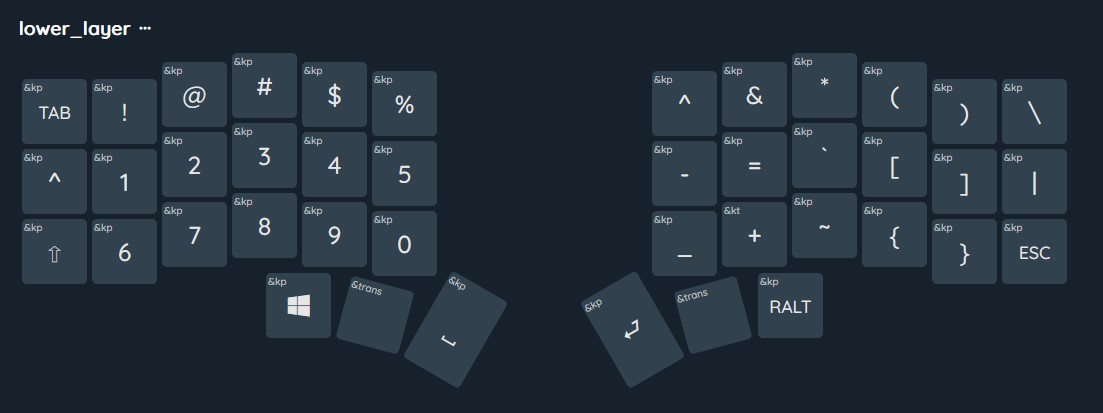 lower_layer ···
&kp TAB &kp ! &kp @ &kp # &kp $ &kp % &kp ^ &kp & &kp * &kp ( &kp ) &kp \
&kp ^ &kp 1 &kp 2 &kp 3 &kp 4 &kp 5 &kp - &kp = &kp ` &kp [ &kp ] &kp |
&kp ⇧ &kp 6 &kp 7 &kp 8 &kp 9 &kp 0 &kp _ &kt + &kp ~ &kp { &kp } &kp ESC
&kp &trans &kp ⎵ &kp ⏎ &trans &kp RALT